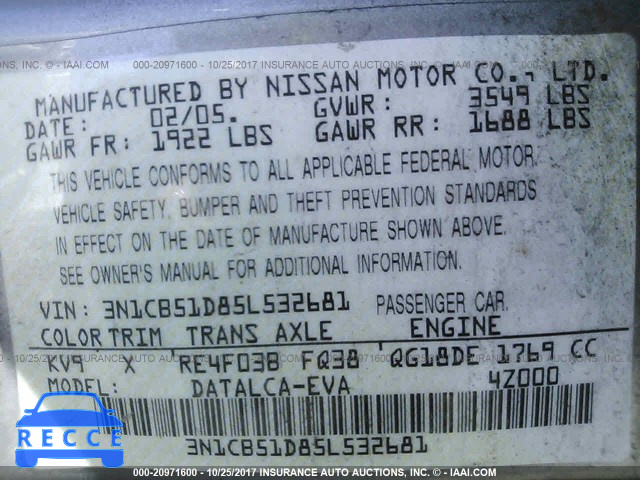 000-20971600 - 10/25/2017 INSURANCE AUTO AUCTIONS, INC. - © IAAI.COM
MANUFACTURED BY NISSAN MOTOR CO., LTD.
DATE: 02/05. GVWR: 3549 LBS
GAWR FR: 1922 LBS GAWR RR: 1688 LBS
THIS VEHICLE CONFORMS TO ALL APPLICABLE FEDERAL MOTOR
VEHICLE SAFETY, BUMPER AND THEFT PREVENTION STANDARDS
IN EFFECT ON THE DATE OF MANUFACTURE SHOWN ABOVE.
SEE OWNER'S MANUAL FOR ADDITIONAL INFORMATION.
VIN: 3N1CB51D85L532681 PASSENGER CAR.
COLOR TRIM TRANS AXLE ENGINE
KV9 X RE4F03B FQ38 QG18DE 1769 CC
MODEL: DATALCA-EVA 4Z000
3N1CB51D85L532681
RECCE
000-20971600 - 10/25/2017 INSURANCE AUTO AUCTIONS, INC. - © IAAI.COM